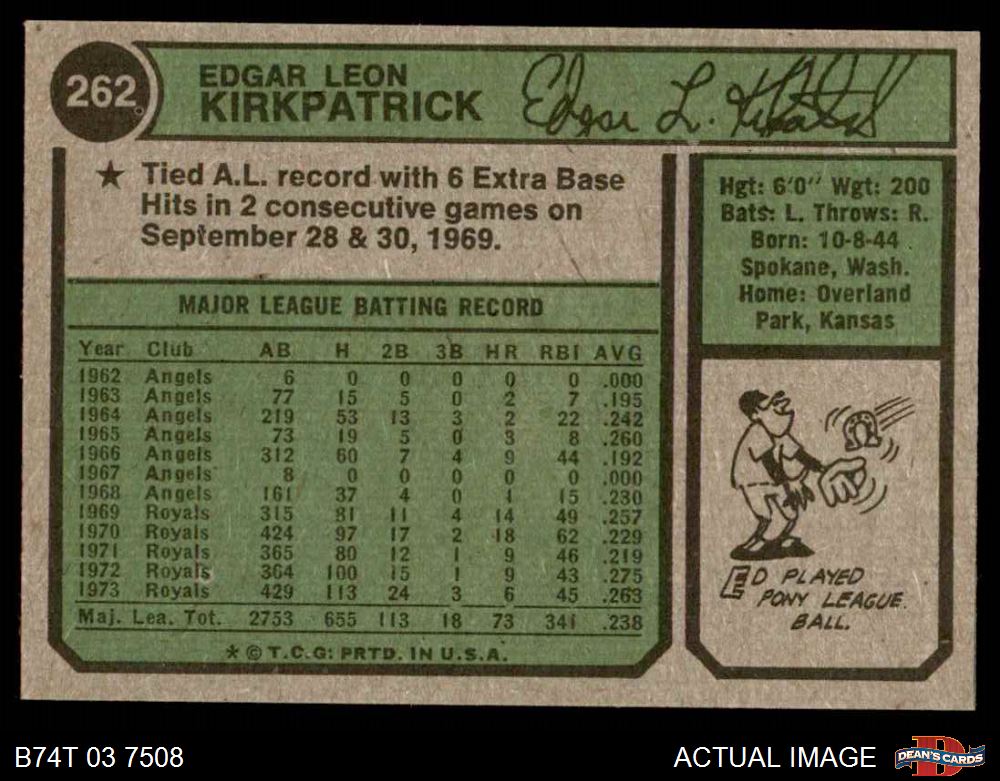 262
EDGAR LEON
KIRKPATRICK
Edgar L. Kirkpatrick
★ Tied A.L. record with 6 Extra Base
Hits in 2 consecutive games on
September 28 & 30, 1969.
Hgt: 6'0" Wgt: 200
Bats: L. Throws: R.
Born: 10-8-44
Spokane, Wash.
Home: Overland
Park, Kansas
MAJOR LEAGUE BATTING RECORD
Year Club AB H 2B 3B HR RBI AVG
1962 Angels 6 0 0 0 0 0 .000
1963 Angels 77 15 5 0 2 7 .195
1964 Angels 219 53 13 3 2 22 .242
1965 Angels 73 19 5 0 3 8 .260
1966 Angels 312 60 7 4 9 44 .192
1967 Angels 8 0 0 0 0 0 .000
1968 Angels 161 37 4 0 1 15 .230
1969 Royals 315 81 11 4 14 49 .257
1970 Royals 424 97 17 2 18 62 .229
1971 Royals 365 80 12 1 9 46 .219
1972 Royals 364 100 15 1 9 43 .275
1973 Royals 429 113 24 3 6 45 .263
Maj. Lea. Tot. 2753 655 113 18 73 341 .238
★ © T.C.G. PRTD. IN U.S.A.
ED PLAYED
PONY LEAGUE
BALL.
B74T 03 7508
ACTUAL IMAGE
D
DEAN'S CARDS